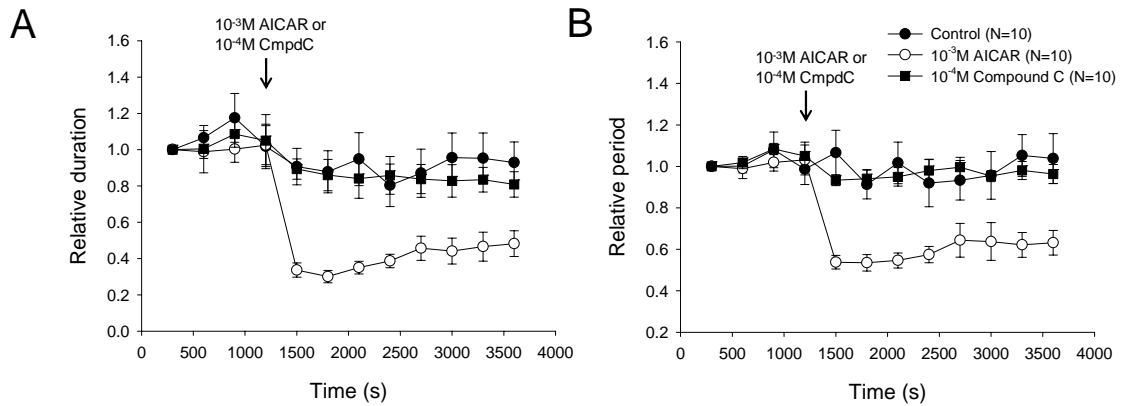 A
10⁻³M AICAR or
10⁻⁴M CmpdC
Relative duration
1.6
1.4
1.2
1.0
0.8
0.6
0.4
0.2
0.0
0 500 1000 1500 2000 2500 3000 3500 4000
Time (s)
B
10⁻³M AICAR or
10⁻⁴M CmpdC
Control (N=10)
10⁻³M AICAR (N=10)
10⁻⁴M Compound C (N=10)
Relative period
1.6
1.4
1.2
1.0
0.8
0.6
0.4
0.2
0 500 1000 1500 2000 2500 3000 3500 4000
Time (s)